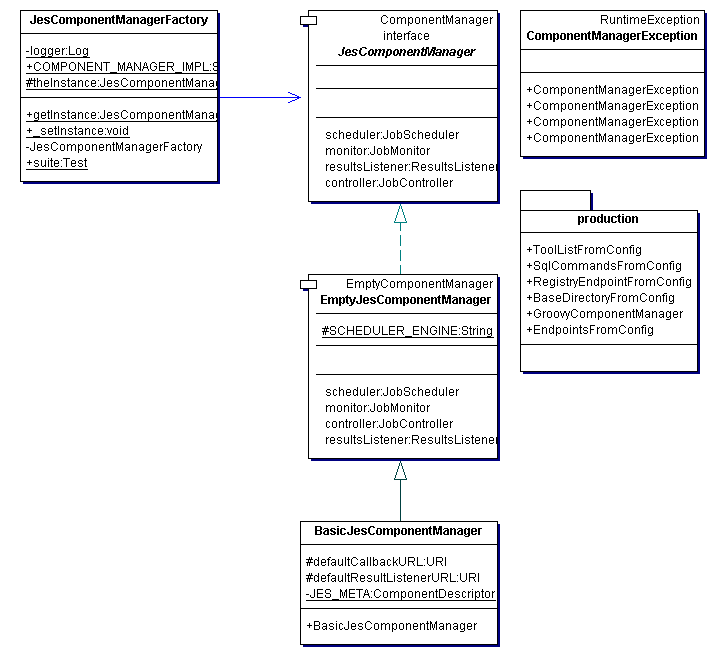 JesComponentManagerFactory
-logger:Log
+COMPONENT_MANAGER_IMPL:S
#theInstance:JesComponentMana
+getInstance:JesComponentMana
+_setInstance:void
-JesComponentManagerFactory
+suite:Test
ComponentManager
interface
JesComponentManager
scheduler:JobScheduler
monitor:JobMonitor
resultsListener:ResultsListener
controller:JobController
RuntimeException
ComponentManagerException
+ComponentManagerException
+ComponentManagerException
+ComponentManagerException
+ComponentManagerException
production
+ToolListFromConfig
+SqlCommandsFromConfig
+RegistryEndpointFromConfig
+BaseDirectoryFromConfig
+GroovyComponentManager
+EndpointsFromConfig
EmptyComponentManager
EmptyJesComponentManager
#SCHEDULER_ENGINE:String
scheduler:JobScheduler
monitor:JobMonitor
controller:JobController
resultsListener:ResultsListener
BasicJesComponentManager
#defaultCallbackURL:URI
#defaultResultListenerURL:URI
-JES_META:ComponentDescriptor
+BasicJesComponentManager